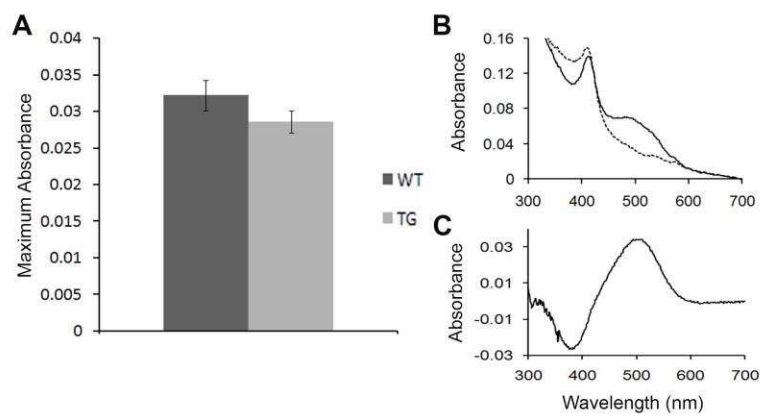 A
Maximum Absorbance
0.04
0.035
0.03
0.025
0.02
0.015
0.01
0.005
0
WT
TG
B
Absorbance
0.16
0.12
0.08
0.04
0
300 400 500 600 700
C
Absorbance
0.03
0.01
-0.01
-0.03
300 400 500 600 700
Wavelength (nm)